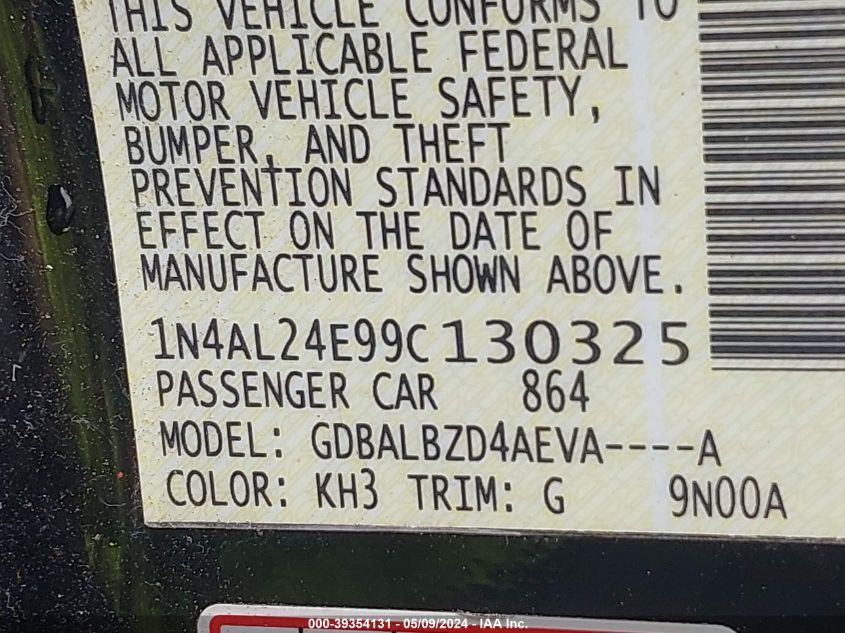 THIS VEHICLE CONFORMS TO
ALL APPLICABLE FEDERAL
MOTOR VEHICLE SAFETY,
BUMPER, AND THEFT
PREVENTION STANDARDS IN
EFFECT ON THE DATE OF
MANUFACTURE SHOWN ABOVE.
1N4AL24E99C130325
PASSENGER CAR 864
MODEL: GDBALBZD4AEVA----A
COLOR: KH3 TRIM: G 9N00A
000-39354131 - 05/09/2024 - IAA Inc.